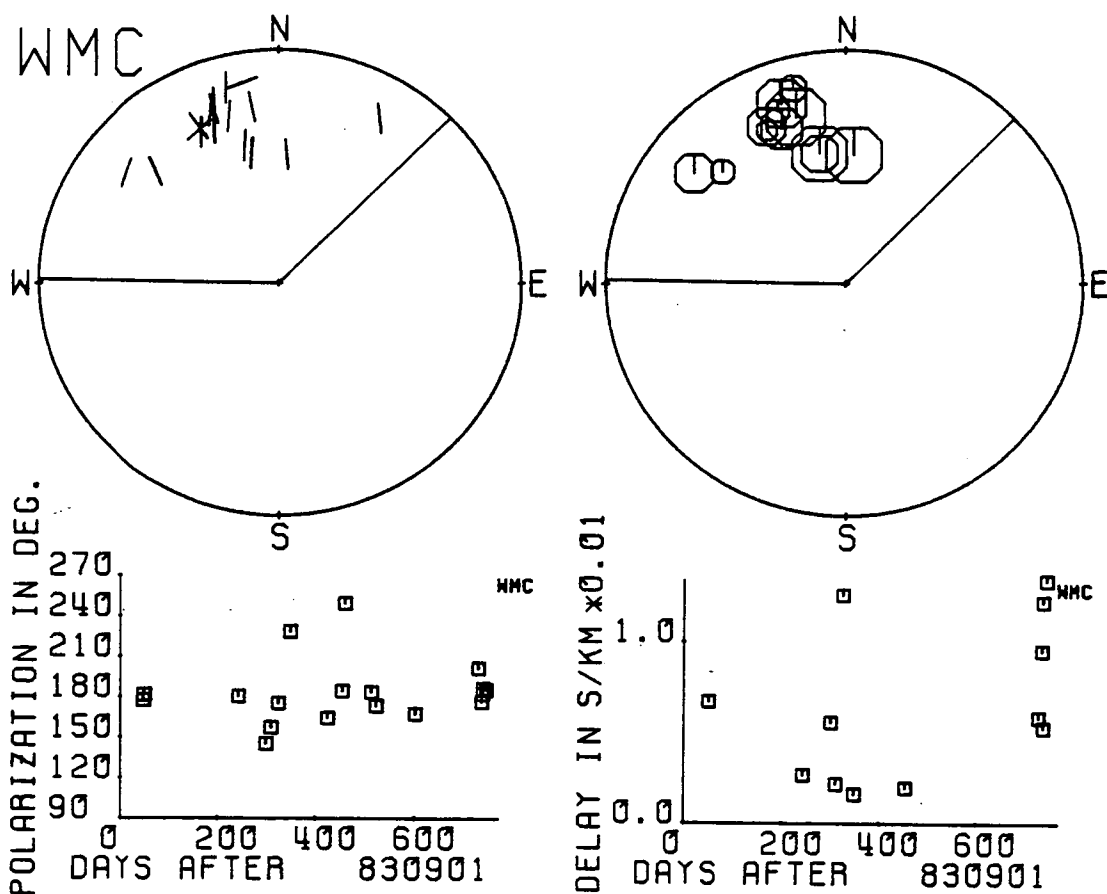 WMC
N
N
W
E
W
E
S
S
POLARIZATION IN DEG.
270
240
210
180
150
120
90
WMC
0
200
400
600
DAYS AFTER 830901
DELAY IN S/KM x0.01
1.0
0.0
WMC
0
200
400
600
DAYS AFTER 830901